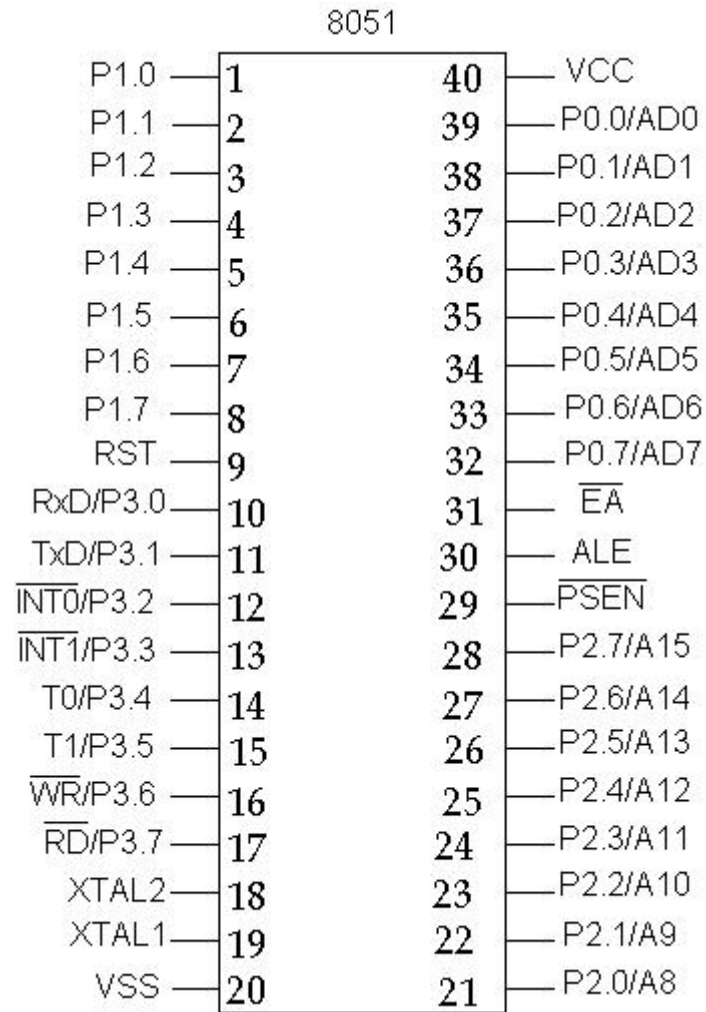 8051
P1.0 1 40 VCC
P1.1 2 39 P0.0/AD0
P1.2 3 38 P0.1/AD1
P1.3 4 37 P0.2/AD2
P1.4 5 36 P0.3/AD3
P1.5 6 35 P0.4/AD4
P1.6 7 34 P0.5/AD5
P1.7 8 33 P0.6/AD6
RST 9 32 P0.7/AD7
RxD/P3.0 10 31 E̅A̅
TxD/P3.1 11 30 ALE
I̅N̅T̅0̅/P3.2 12 29 P̅S̅E̅N̅
I̅N̅T̅1̅/P3.3 13 28 P2.7/A15
T0/P3.4 14 27 P2.6/A14
T1/P3.5 15 26 P2.5/A13
W̅R̅/P3.6 16 25 P2.4/A12
R̅D̅/P3.7 17 24 P2.3/A11
XTAL2 18 23 P2.2/A10
XTAL1 19 22 P2.1/A9
VSS 20 21 P2.0/A8